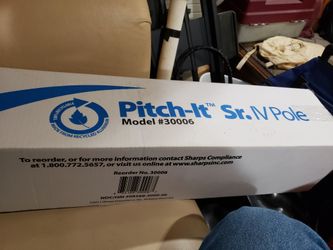 Pitch-It™ Sr. IV Pole
Model #30006
To reorder, or for more information contact Sharps Compliance
at 1.800.772.5657, or visit us online at www.sharpsinc.com
Reorder No. 30006